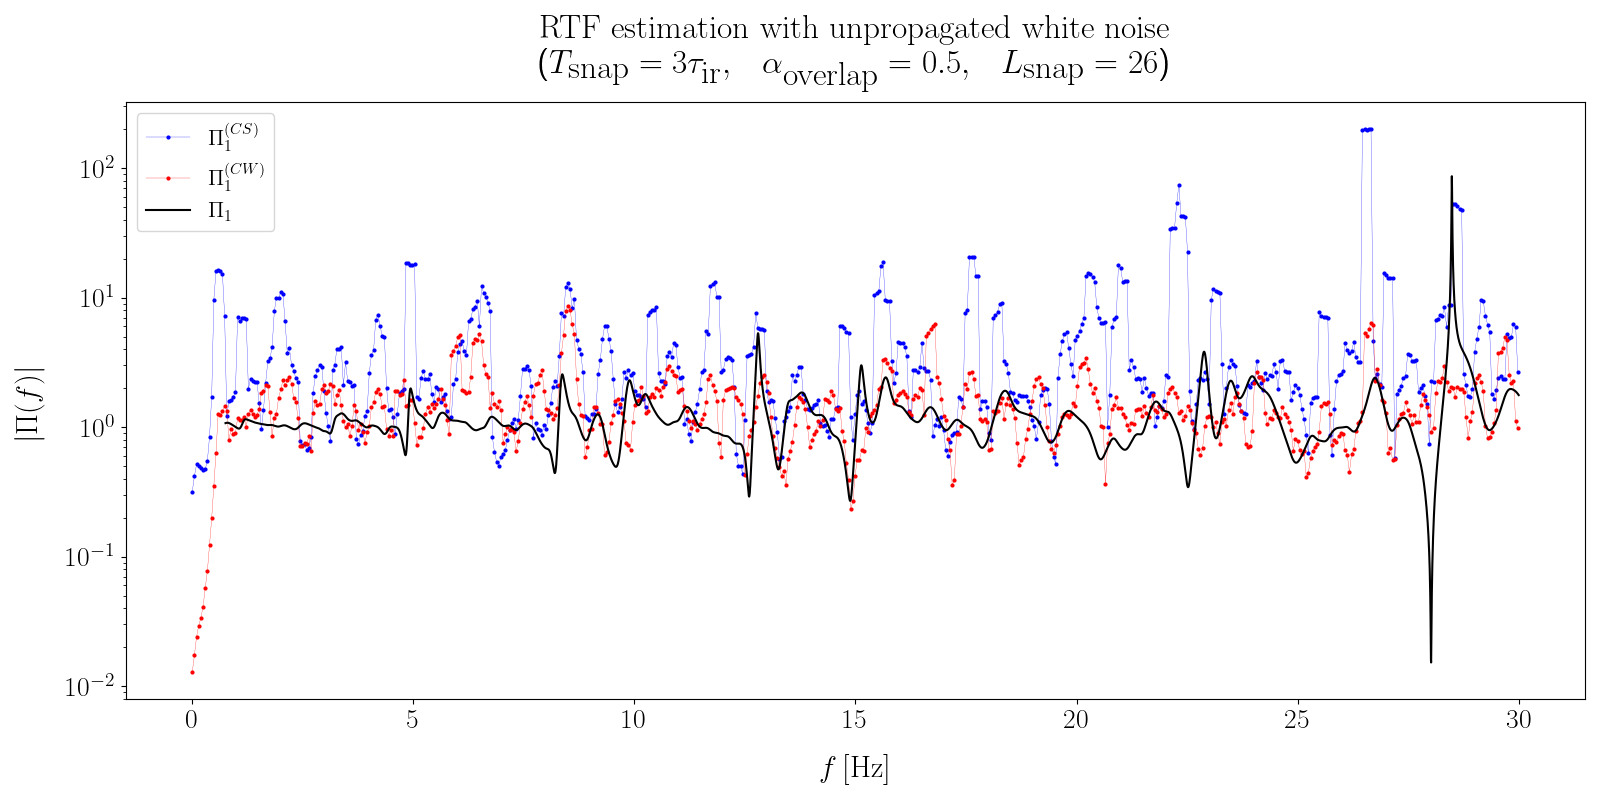 RTF estimation with unpropagated white noise
(T_snap = 3τ_ir, α_overlap = 0.5, L_snap = 26)
Π_1^(CS)
Π_1^(CW)
Π_1
|Π(f)|
10^2
10^1
10^0
10^−1
10^−2
0 5 10 15 20 25 30
f [Hz]